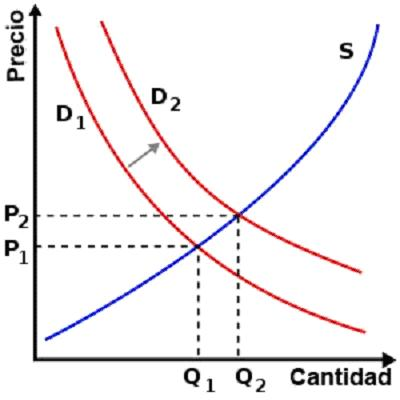 Precio
S
D1
D2
P2
P1
Q1
Q2
Cantidad